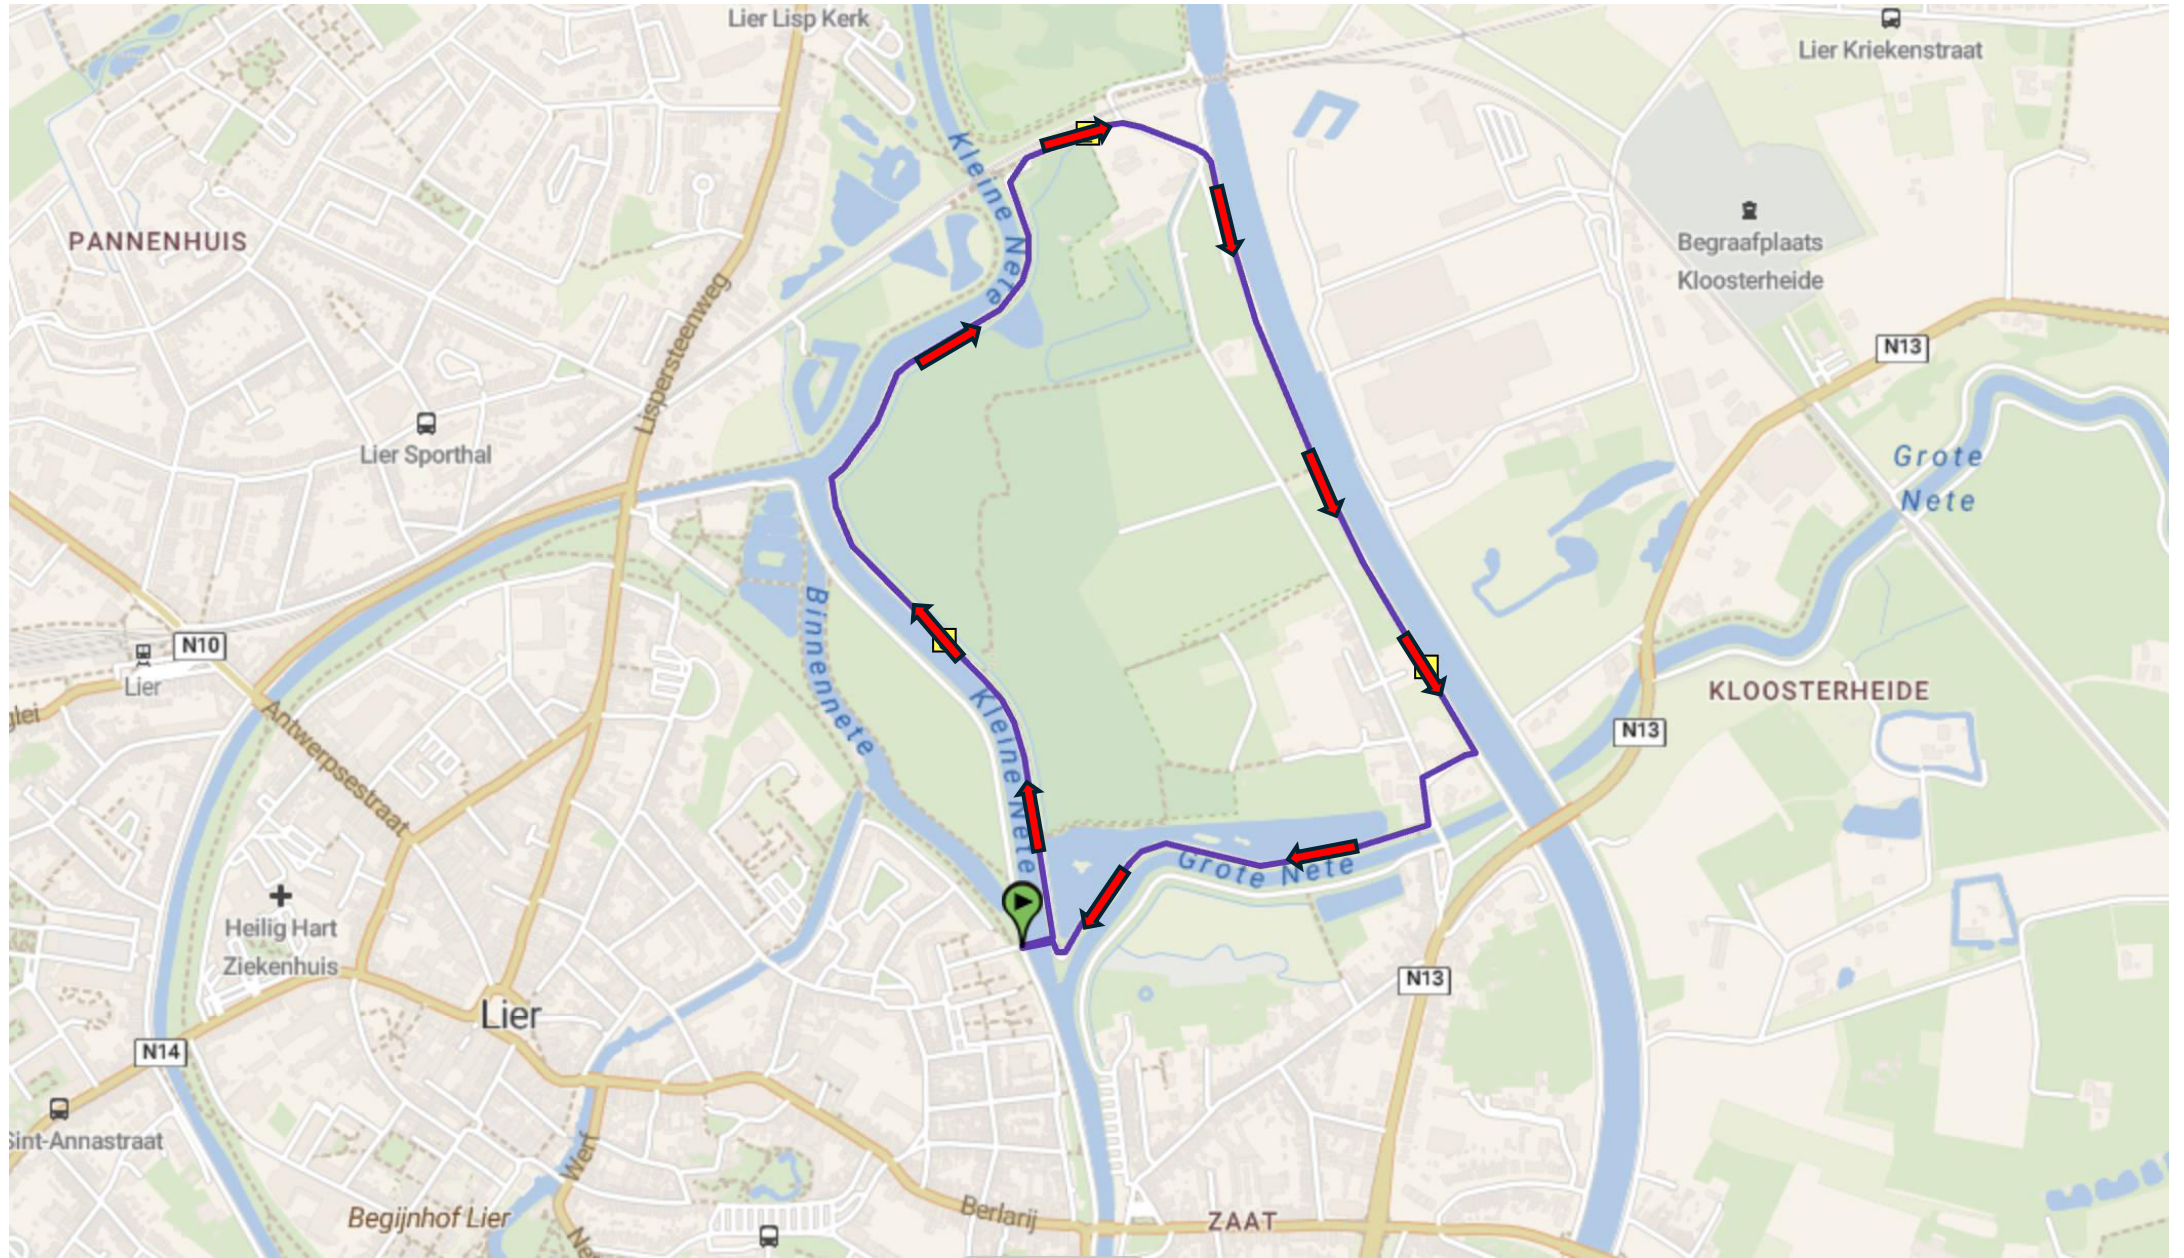 Lier Lisp Kerk
Lier Kriekenstraat
Kleine Nete
PANNENHUIS
Begraafplaats
Kloosterheide
Lispersteenweg
N13
Lier Sporthal
Grote
Nete
Binnennete
N10
Lier
Kleine Nete
KLOOSTERHEIDE
N13
Antwerpsestraat
Grote Nete
Heilig Hart
Ziekenhuis
N13
Lier
N14
Sint-Annastraat
Werf
Begijnhof Lier
Berlarij
ZAAT